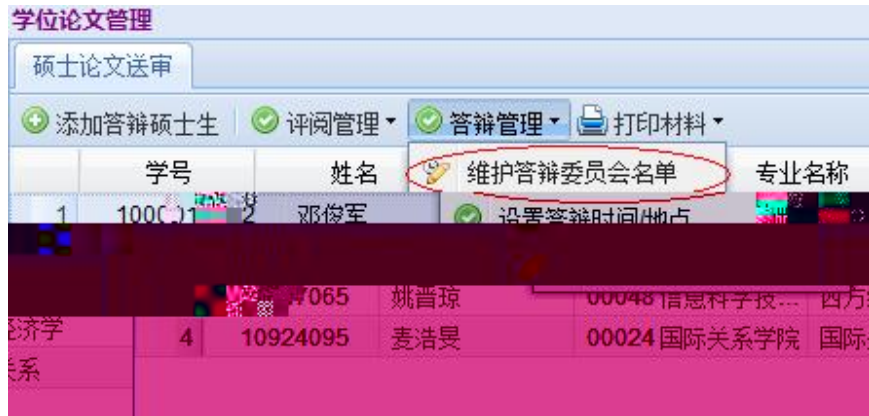 学位论文管理
硕士论文送审
添加答辩硕士生 评阅管理 答辩管理 打印材料
学号 姓名 维护答辩委员会名单 专业名称
1 邓俊军 设置答辩时间/地点
7065 姚晋琼 00048 信息科学技... 四方
经济学 4 10924095 麦浩旻 00024 国际关系学院 国际
关系